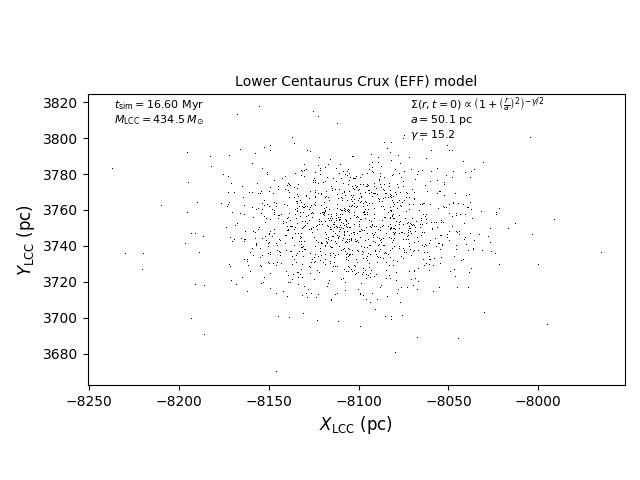 Lower Centaurus Crux (EFF) model
t_sim = 16.60 Myr
M_LCC = 434.5 M_⊙
Σ(r, t = 0) ∝ (1 + (r/a)^2)^−γ/2
a = 50.1 pc
γ = 15.2
Y_LCC (pc)
3820
3800
3780
3760
3740
3720
3700
3680
−8250 −8200 −8150 −8100 −8050 −8000
X_LCC (pc)